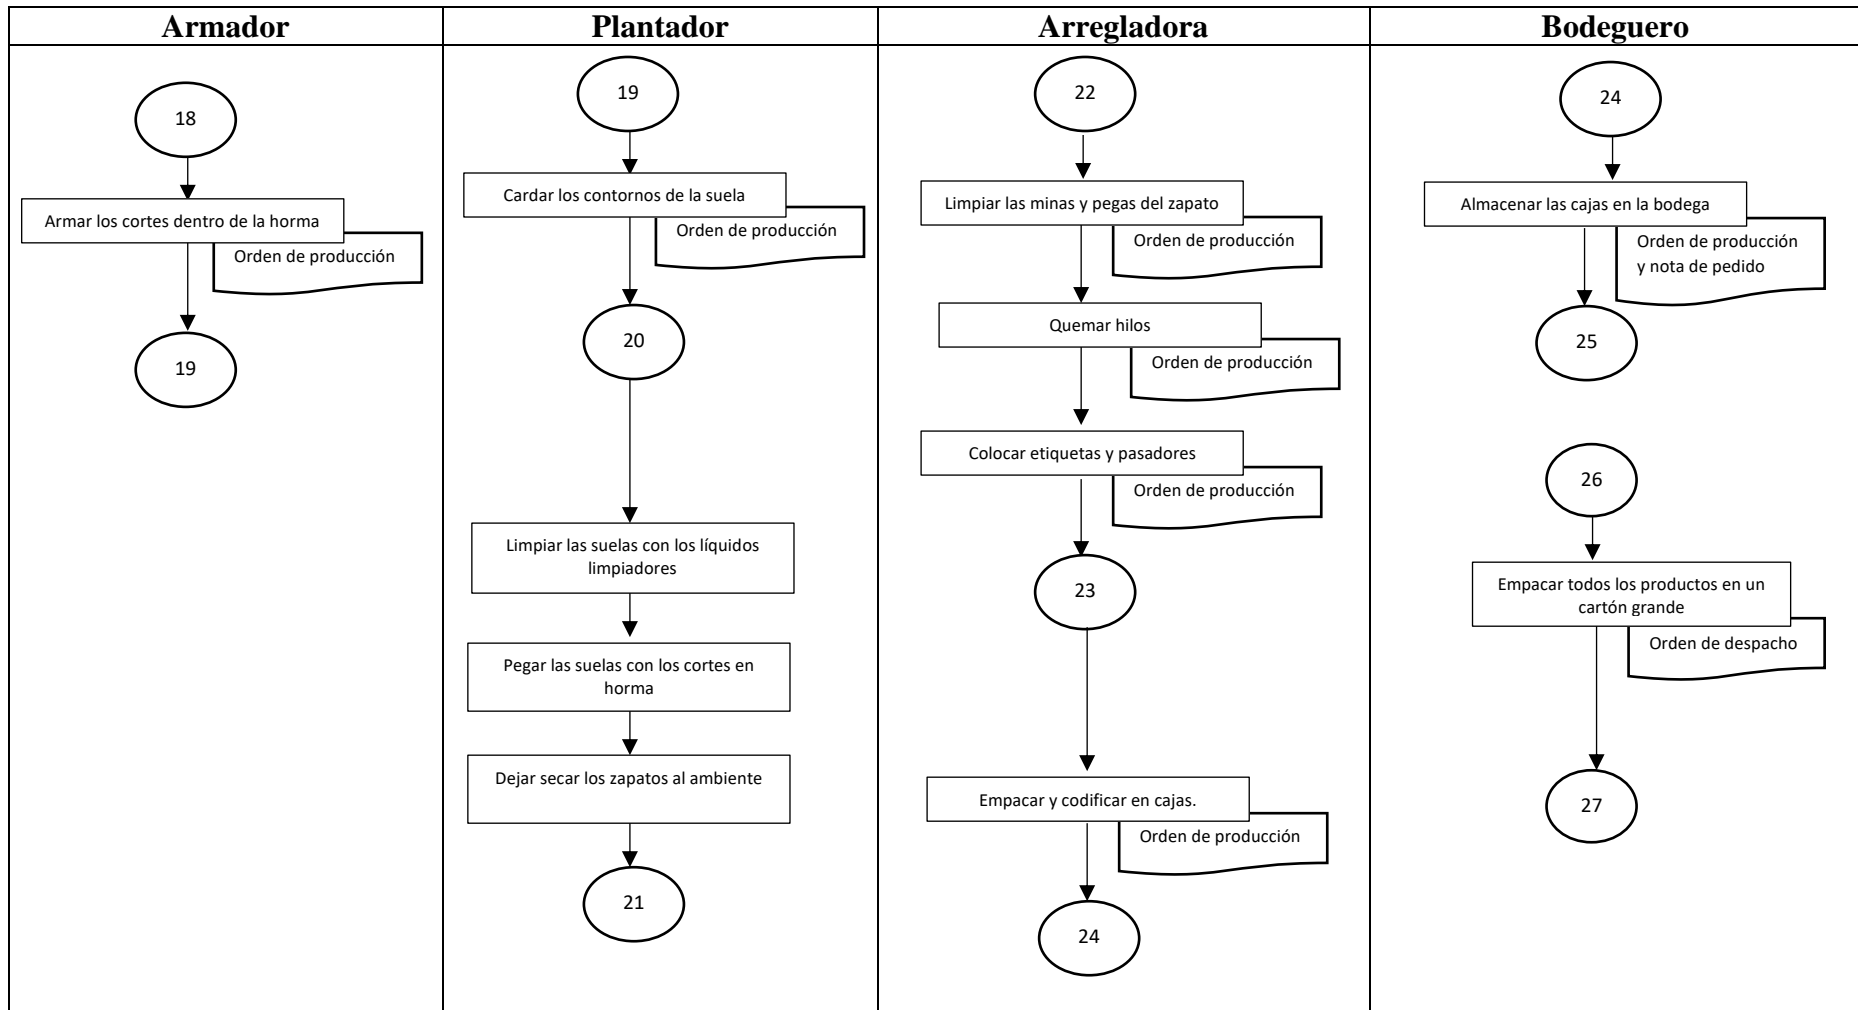 Armador
Plantador
Arregladora
Bodeguero
18
Armar los cortes dentro de la horma
Orden de producción
19
19
Cardar los contornos de la suela
Orden de producción
20
Limpiar las suelas con los líquidos
limpiadores
Pegar las suelas con los cortes en
horma
Dejar secar los zapatos al ambiente
21
22
Limpiar las minas y pegas del zapato
Orden de producción
Quemar hilos
Orden de producción
Colocar etiquetas y pasadores
Orden de producción
23
Empacar y codificar en cajas.
Orden de producción
24
24
Almacenar las cajas en la bodega
Orden de producción
y nota de pedido
25
26
Empacar todos los productos en un
cartón grande
Orden de despacho
27